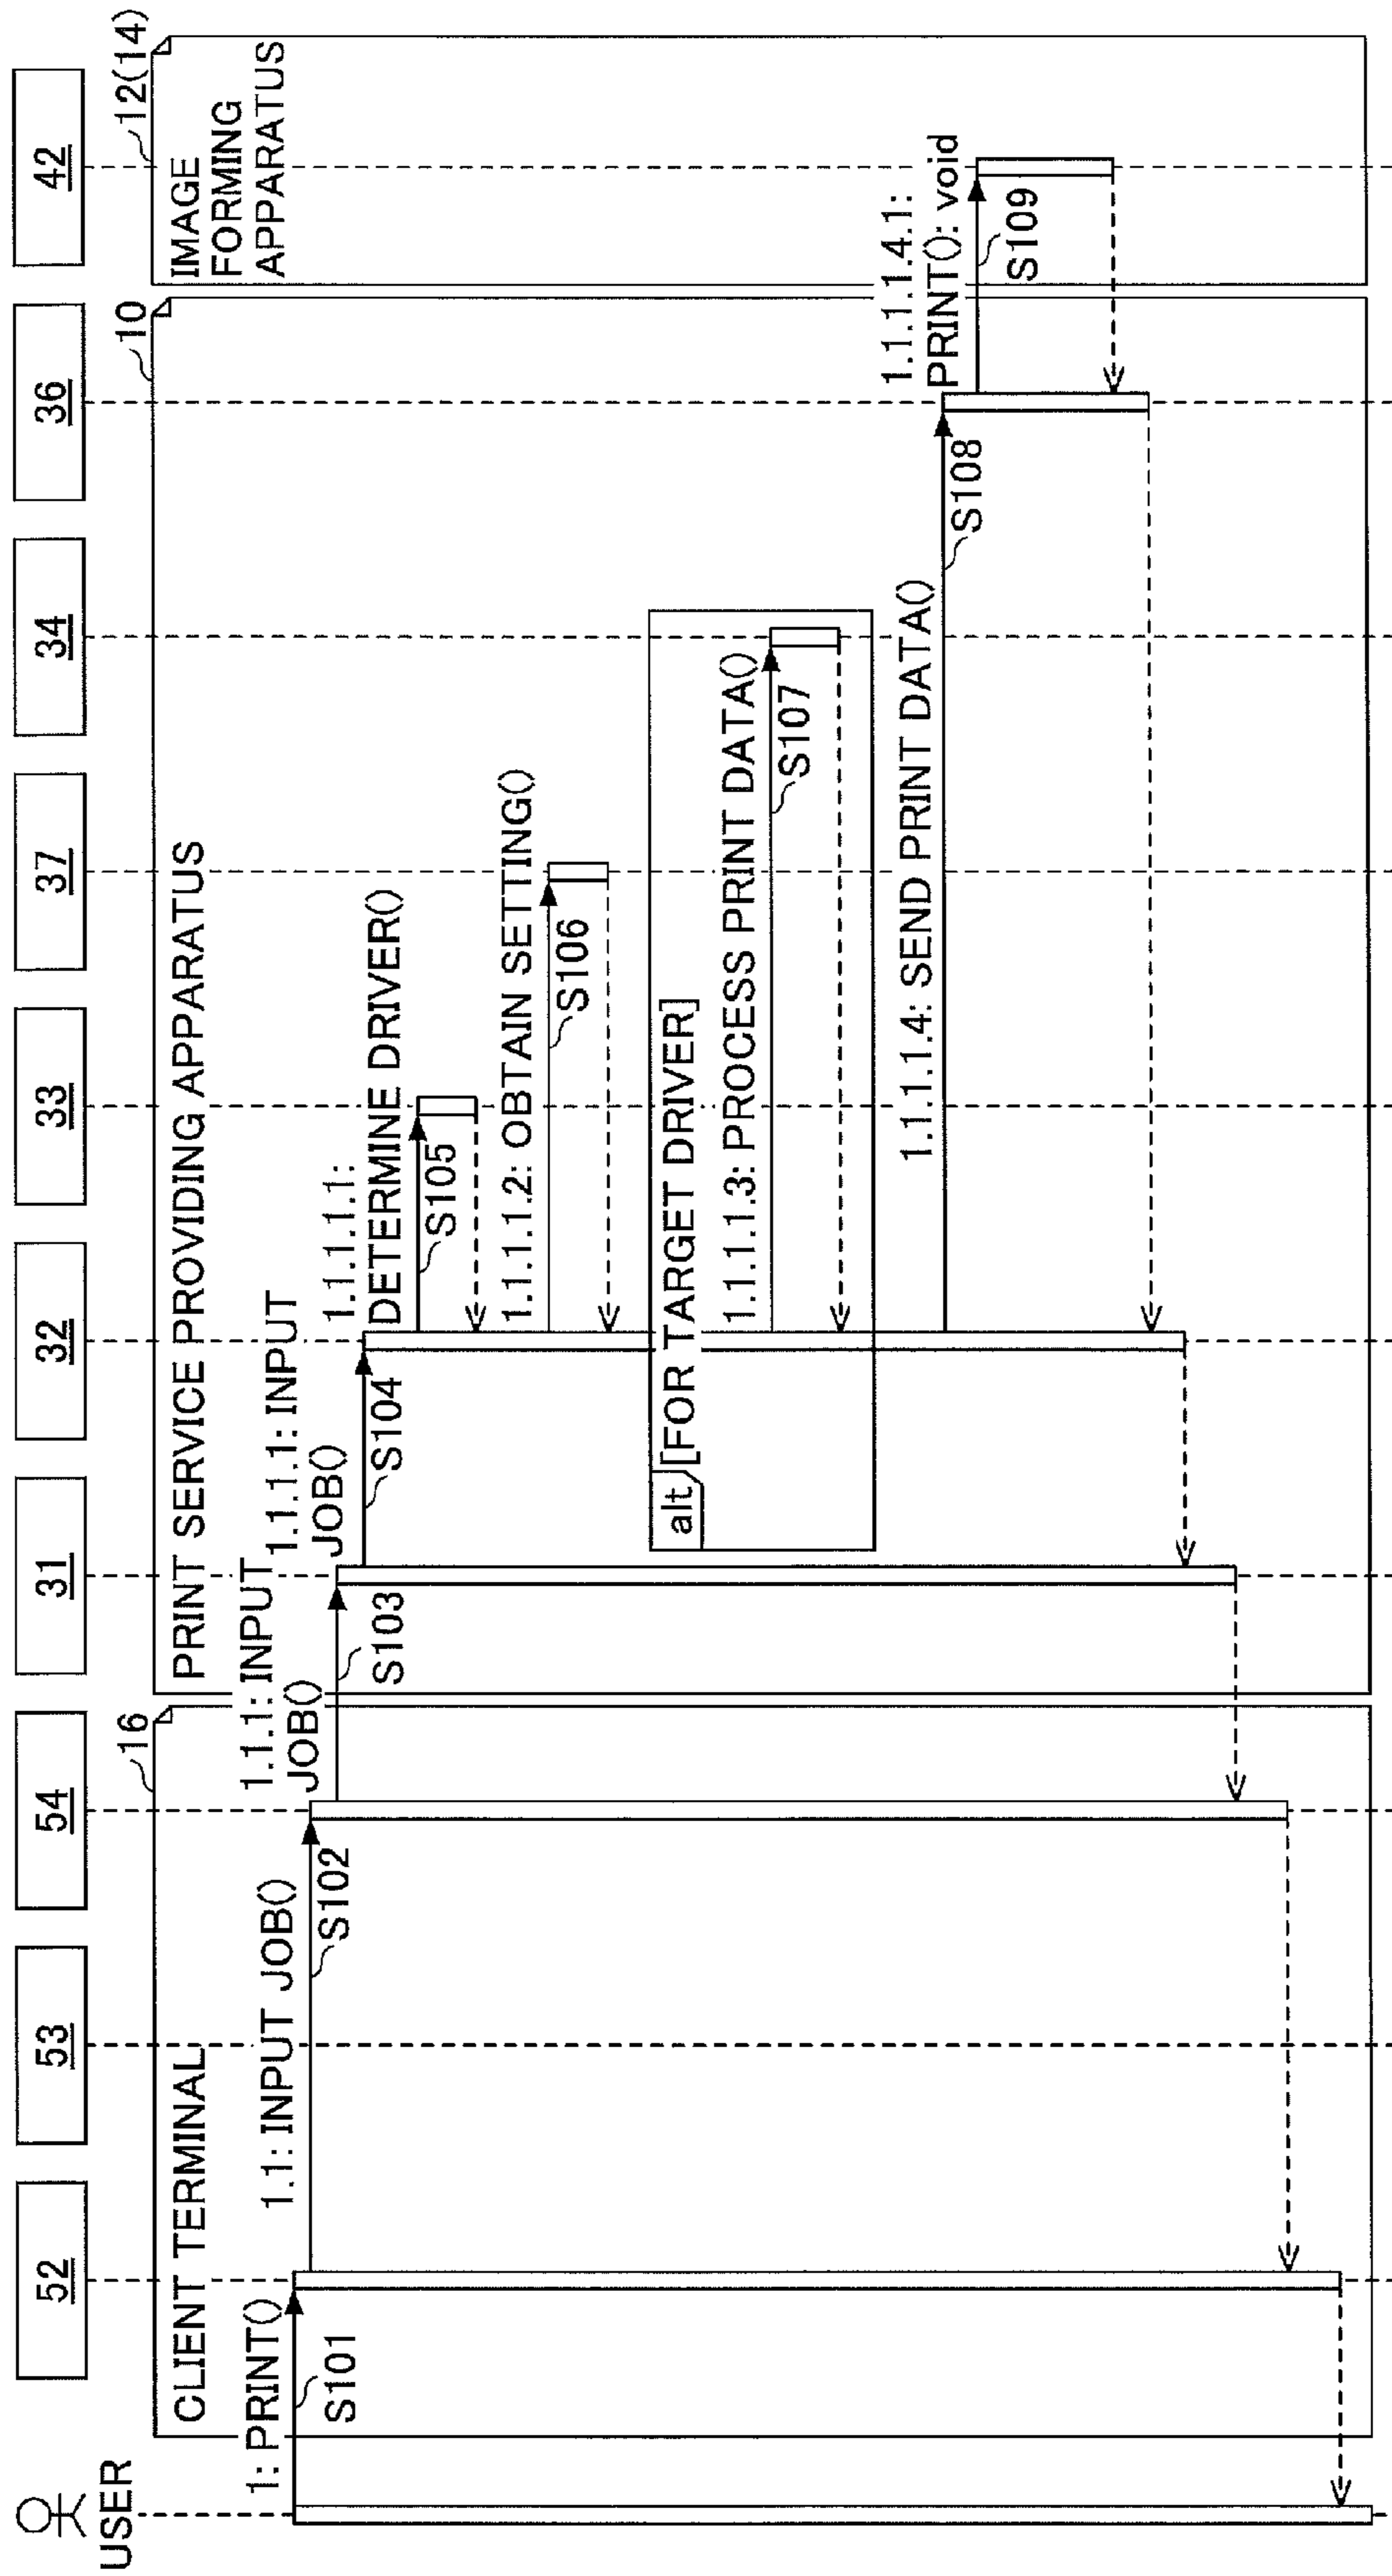 USER
52
53
54
31
32
33
37
34
36
42
16
10
12(14)
CLIENT TERMINAL
PRINT SERVICE PROVIDING APPARATUS
IMAGE
FORMING
APPARATUS
1: PRINT()
S101
1.1: INPUT JOB()
S102
1.1.1: INPUT
JOB()
S103
1.1.1.1: INPUT
JOB()
S104
1.1.1.1.1:
DETERMINE DRIVER()
S105
1.1.1.1.2: OBTAIN SETTING()
S106
alt
[FOR TARGET DRIVER]
1.1.1.1.3: PROCESS PRINT DATA()
S107
1.1.1.1.4: SEND PRINT DATA()
S108
1.1.1.1.4.1:
PRINT(): void
S109